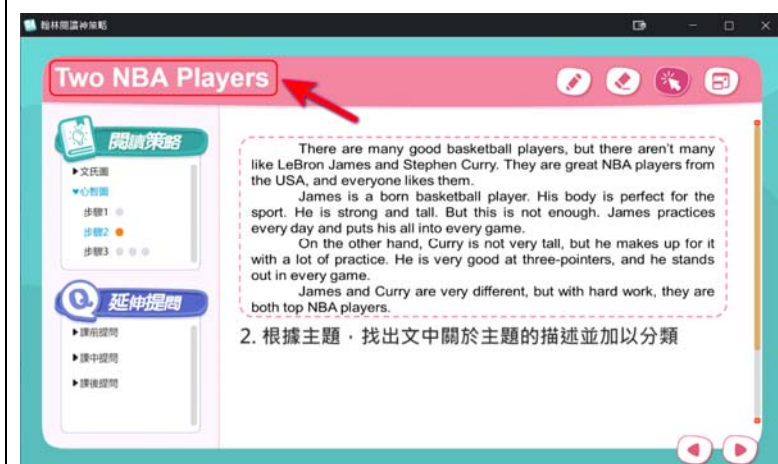 翰林閱讀神策略
Two NBA Players
閱讀策略
▶文氏圖
▼心智圖
步驟1
步驟2
步驟3
延伸提問
▶課前提問
▶課中提問
▶課後提問
There are many good basketball players, but there aren't many
like LeBron James and Stephen Curry. They are great NBA players from
the USA, and everyone likes them.
James is a born basketball player. His body is perfect for the
sport. He is strong and tall. But this is not enough. James practices
every day and puts his all into every game.
On the other hand, Curry is not very tall, but he makes up for it
with a lot of practice. He is very good at three-pointers, and he stands
out in every game.
James and Curry are very different, but with hard work, they are
both top NBA players.
2. 根據主題，找出文中關於主題的描述並加以分類